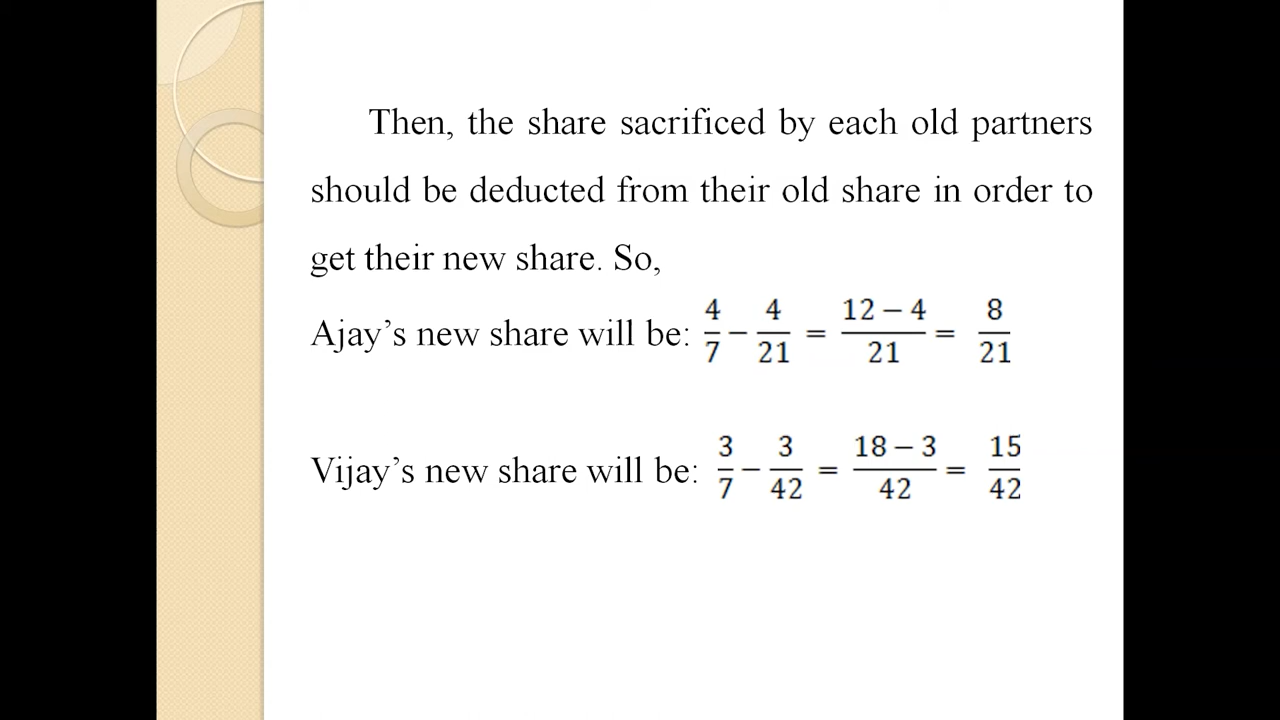 Then, the share sacrificed by each old partners
should be deducted from their old share in order to
get their new share. So,
Ajay’s new share will be: 4/7 − 4/21 = 12 − 4/21 = 8/21
Vijay’s new share will be: 3/7 − 3/42 = 18 − 3/42 = 15/42